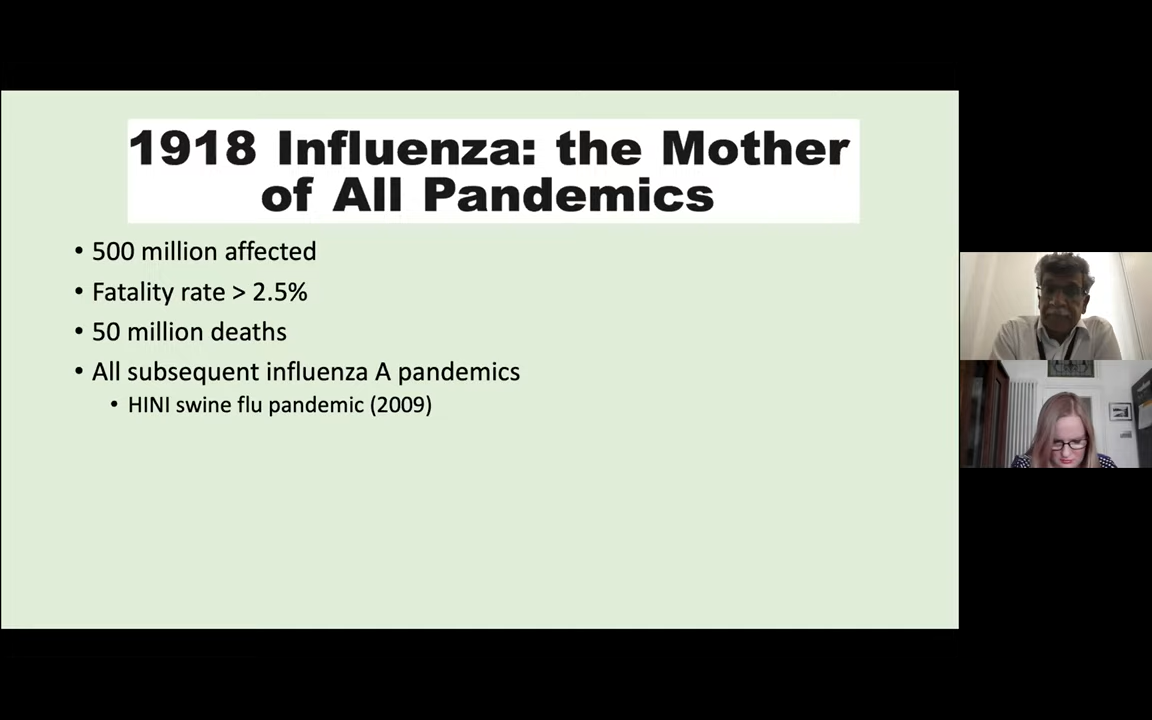 1918 Influenza: the Mother
of All Pandemics
• 500 million affected
• Fatality rate > 2.5%
• 50 million deaths
• All subsequent influenza A pandemics
• HINI swine flu pandemic (2009)